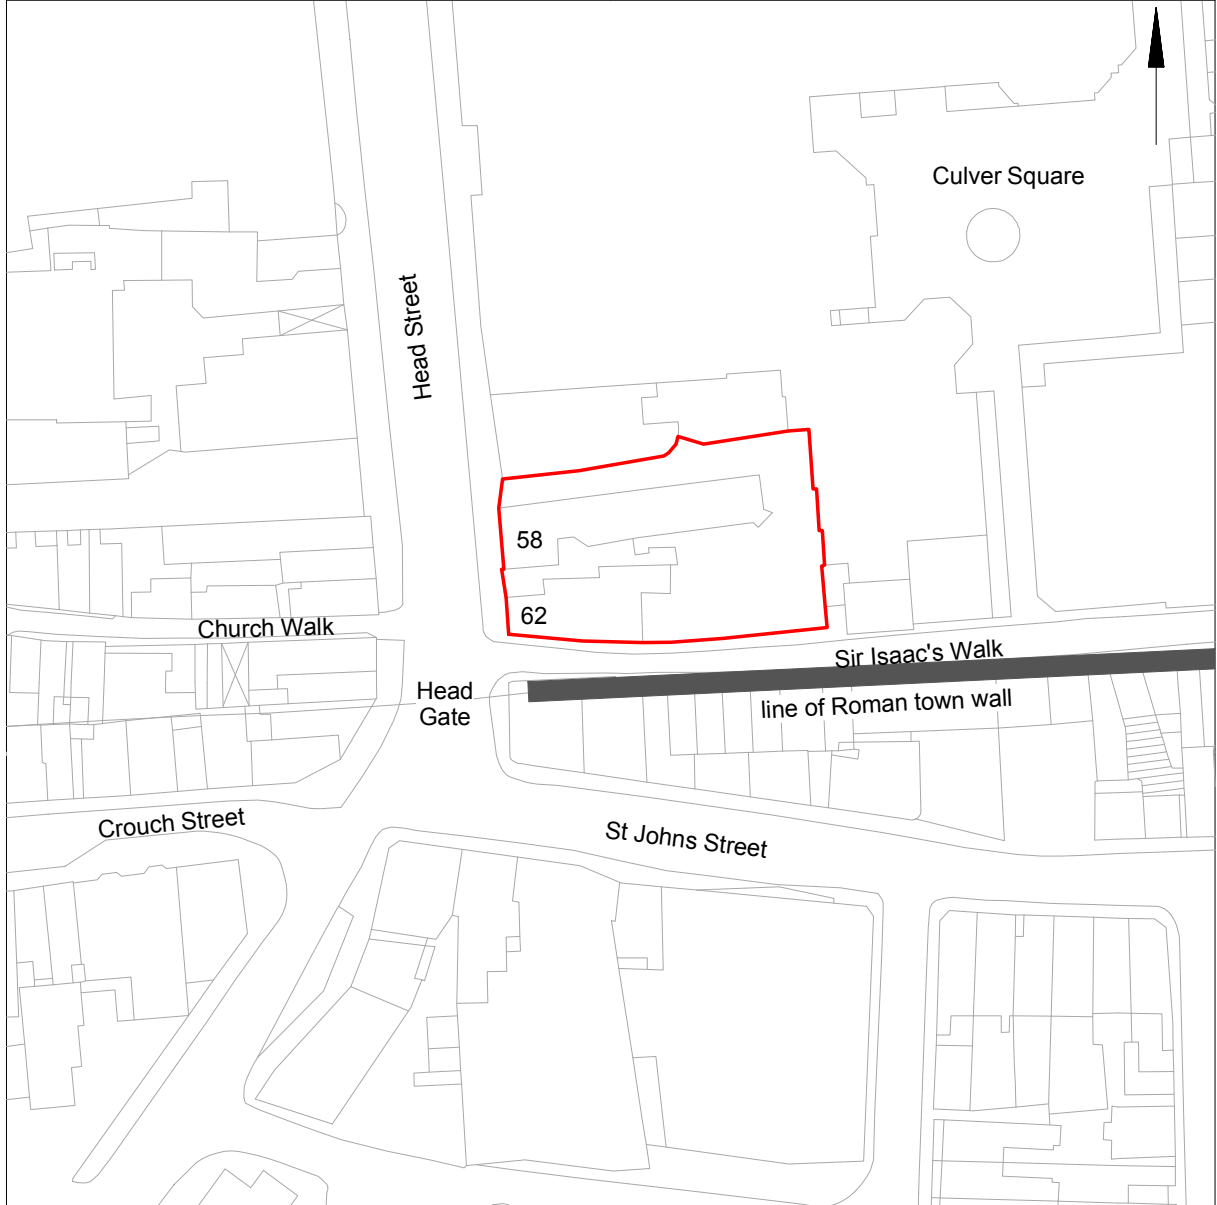 Culver Square
Head Street
58
62
Church Walk
Sir Isaac's Walk
Head
Gate
line of Roman town wall
Crouch Street
St Johns Street